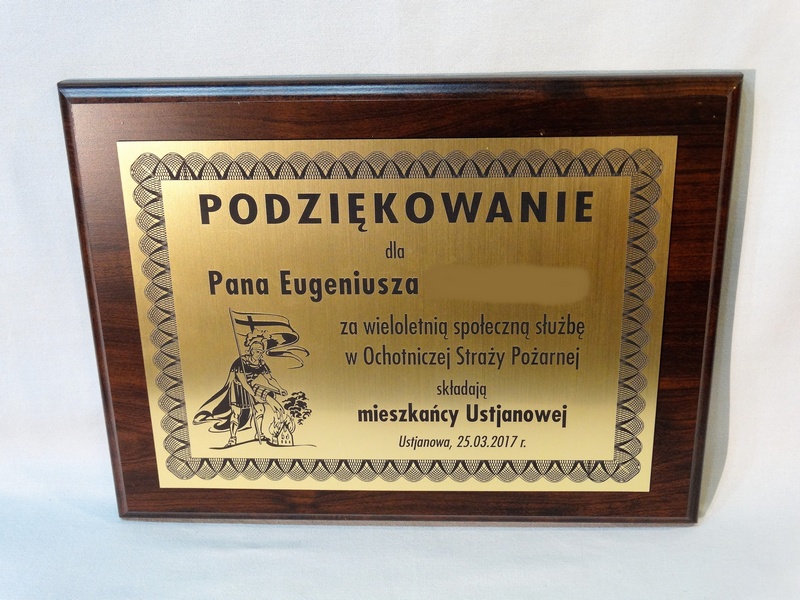 PODZIĘKOWANIE
dla
Pana Eugeniusza
za wieloletnią społeczną służbę
w Ochotniczej Straży Pożarnej
składają
mieszkańcy Ustjanowej
Ustjanowa, 25.03.2017 r.